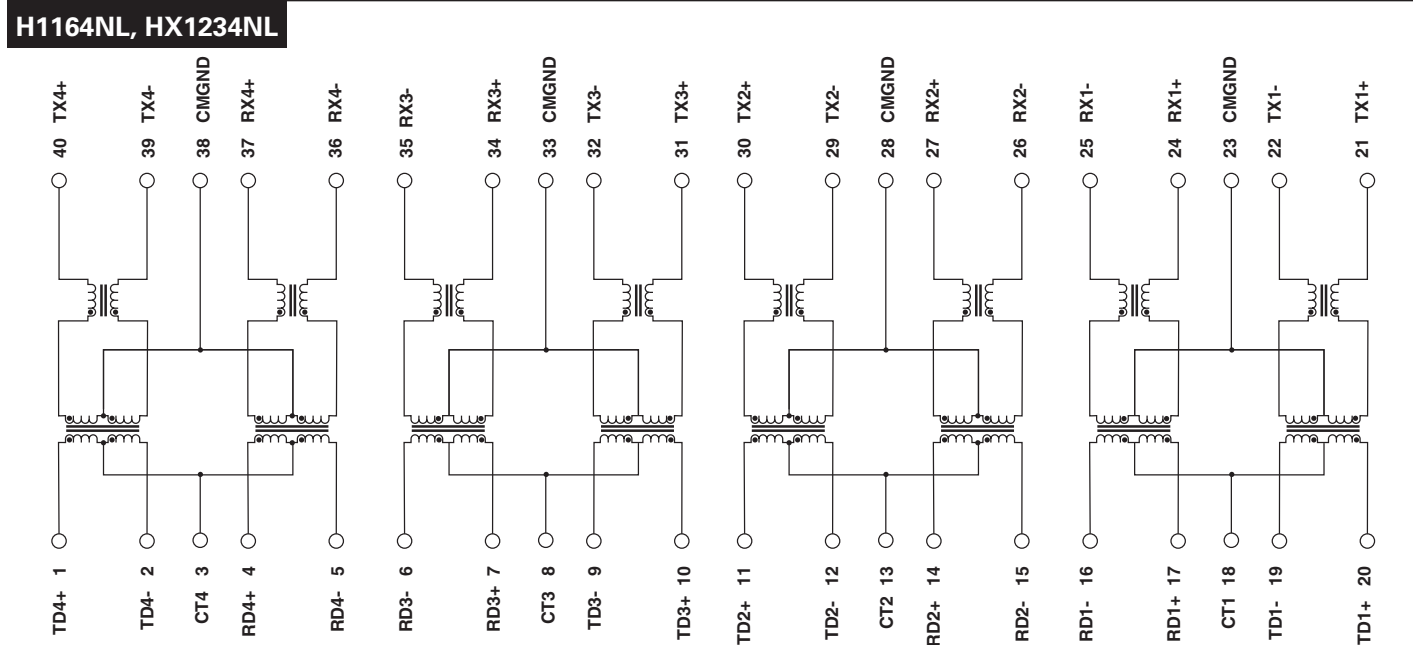 H1164NL, HX1234NL
40 TX4+
39 TX4-
38 CMGND
37 RX4+
36 RX4-
35 RX3-
34 RX3+
33 CMGND
32 TX3-
31 TX3+
30 TX2+
29 TX2-
28 CMGND
27 RX2+
26 RX2-
25 RX1-
24 RX1+
23 CMGND
22 TX1-
21 TX1+
TD4+ 1
TD4- 2
CT4 3
RD4+ 4
RD4- 5
RD3- 6
RD3+ 7
CT3 8
TD3- 9
TD3+ 10
TD2+ 11
TD2- 12
CT2 13
RD2+ 14
RD2- 15
RD1- 16
RD1+ 17
CT1 18
TD1- 19
TD1+ 20